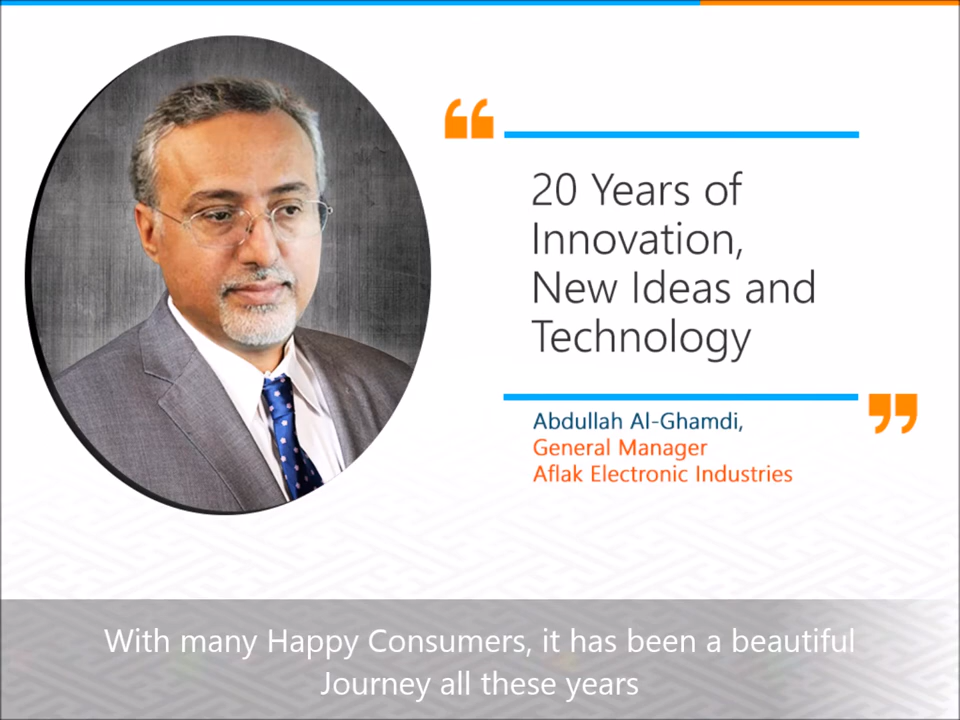 20 Years of
Innovation,
New Ideas and
Technology
Abdullah Al-Ghamdi,
General Manager
Aflak Electronic Industries
With many Happy Consumers, it has been a beautiful
Journey all these years